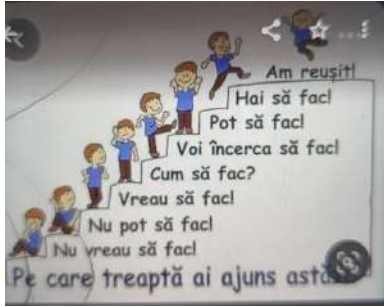 Am reușit!
Hai să fac!
Pot să fac!
Voi încerca să fac!
Cum să fac?
Vreau să fac!
Nu pot să fac!
Nu vreau să fac!
Pe care treaptă ai ajuns